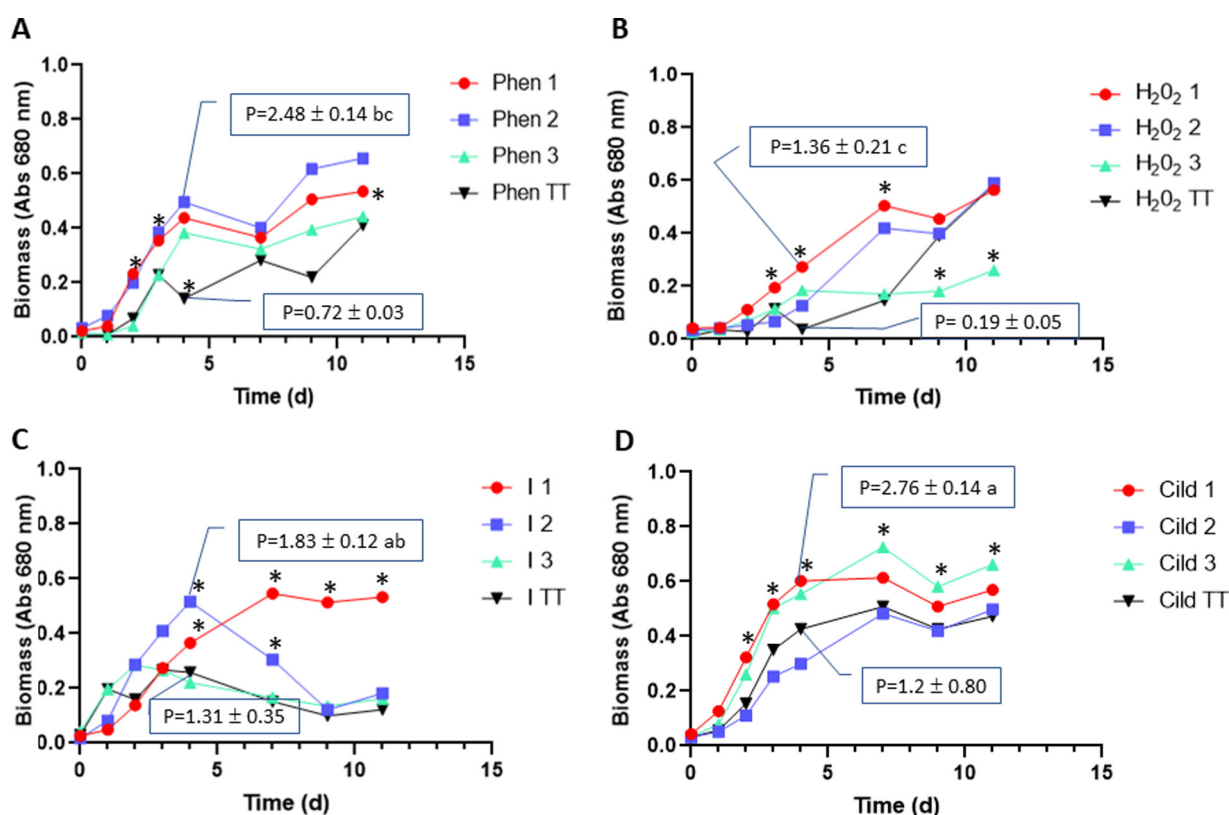 A
Biomass (Abs 680 nm)
1.0
0.8
0.6
0.4
0.2
0.0
0
5
10
15
Time (d)
P=2.48 ± 0.14 bc
P=0.72 ± 0.03
*
*
*
*
Phen 1
Phen 2
Phen 3
Phen TT
B
Biomass (Abs 680 nm)
1.0
0.8
0.6
0.4
0.2
0.0
0
5
10
15
Time (d)
P=1.36 ± 0.21 c
P= 0.19 ± 0.05
*
*
*
*
*
H₂0₂ 1
H₂0₂ 2
H₂0₂ 3
H₂0₂ TT
C
Biomass (Abs 680 nm)
1.0
0.8
0.6
0.4
0.2
0.0
0
5
10
15
Time (d)
P=1.83 ± 0.12 ab
P=1.31 ± 0.35
*
*
*
*
*
*
I 1
I 2
I 3
I TT
D
Biomass (Abs 680 nm)
1.0
0.8
0.6
0.4
0.2
0.0
0
5
10
15
Time (d)
P=2.76 ± 0.14 a
P=1.2 ± 0.80
*
*
*
*
*
*
Cild 1
Cild 2
Cild 3
Cild TT